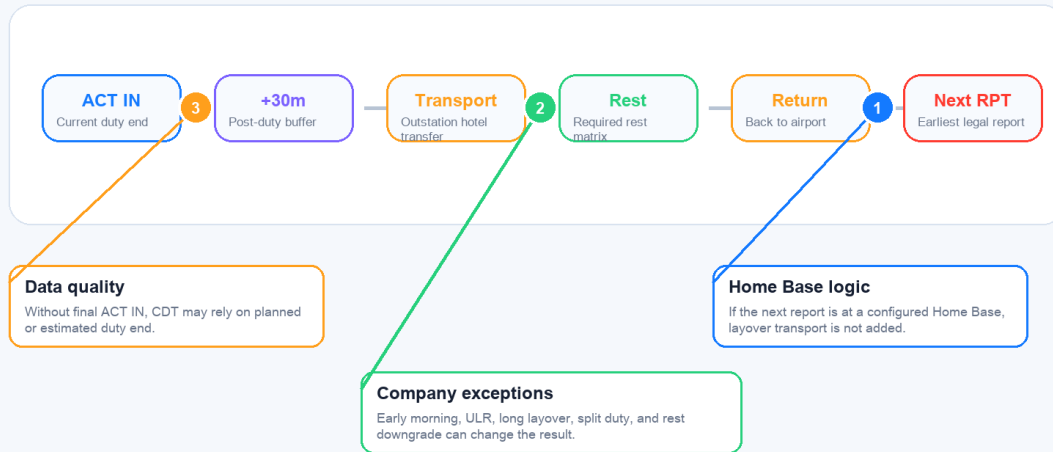 ACT IN
Current duty end
3
+30m
Post-duty buffer
Transport
Outstation hotel
transfer
2
Rest
Required rest
matrix
Return
Back to airport
1
Next RPT
Earliest legal report
Data quality
Without final ACT IN, CDT may rely on planned
or estimated duty end.
Home Base logic
If the next report is at a configured Home Base,
layover transport is not added.
Company exceptions
Early morning, ULR, long layover, split duty, and rest
downgrade can change the result.